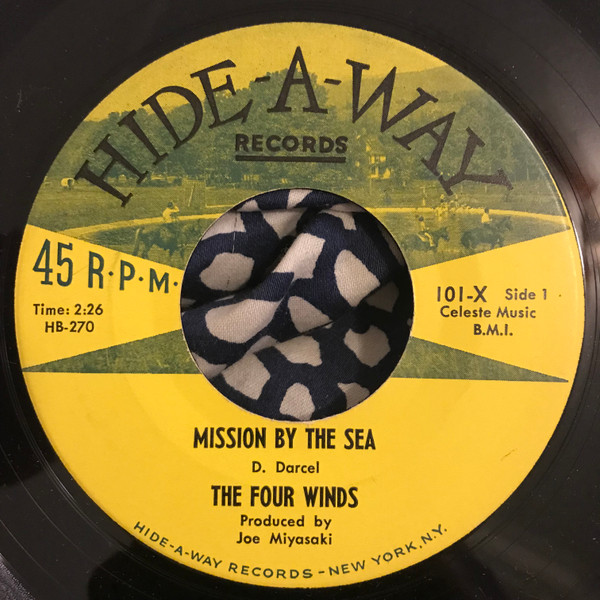 HIDE-A-WAY
RECORDS
45 R·P·M·
Time: 2:26
HB-270
101-X Side 1
Celeste Music
B.M.I.
MISSION BY THE SEA
D. Darcel
THE FOUR WINDS
Produced by
Joe Miyasaki
HIDE-A-WAY RECORDS - NEW YORK, N.Y.